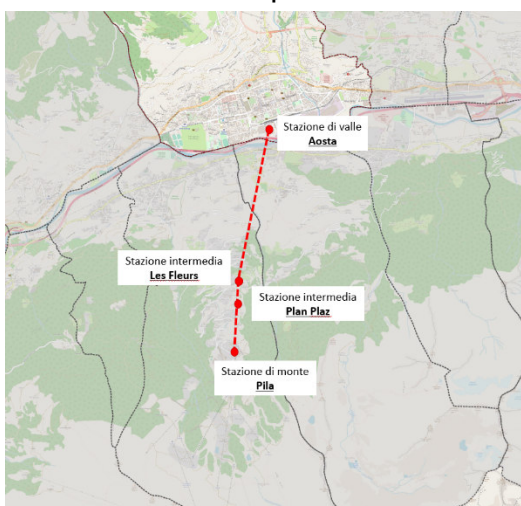 Stazione di valle
Aosta
Stazione intermedia
Les Fleurs
Stazione intermedia
Plan Plaz
Stazione di monte
Pila